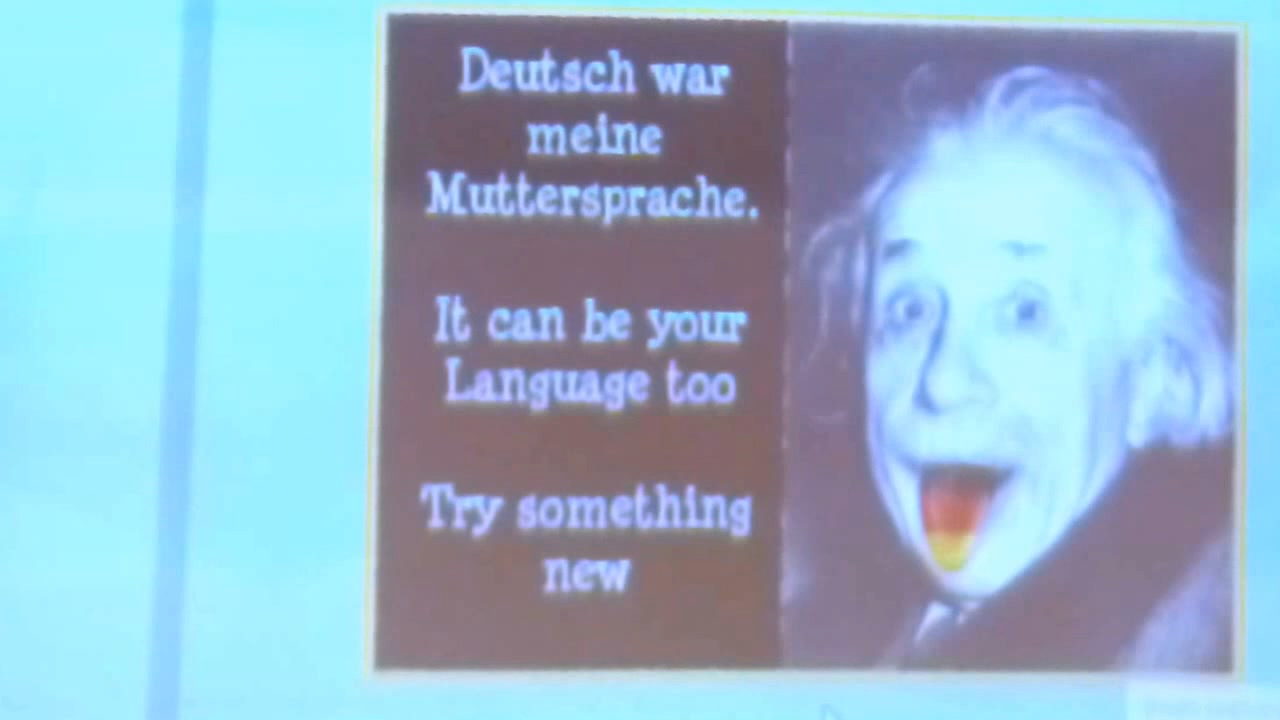 Deutsch war
meine
Muttersprache.
It can be your
Language too
Try something
new